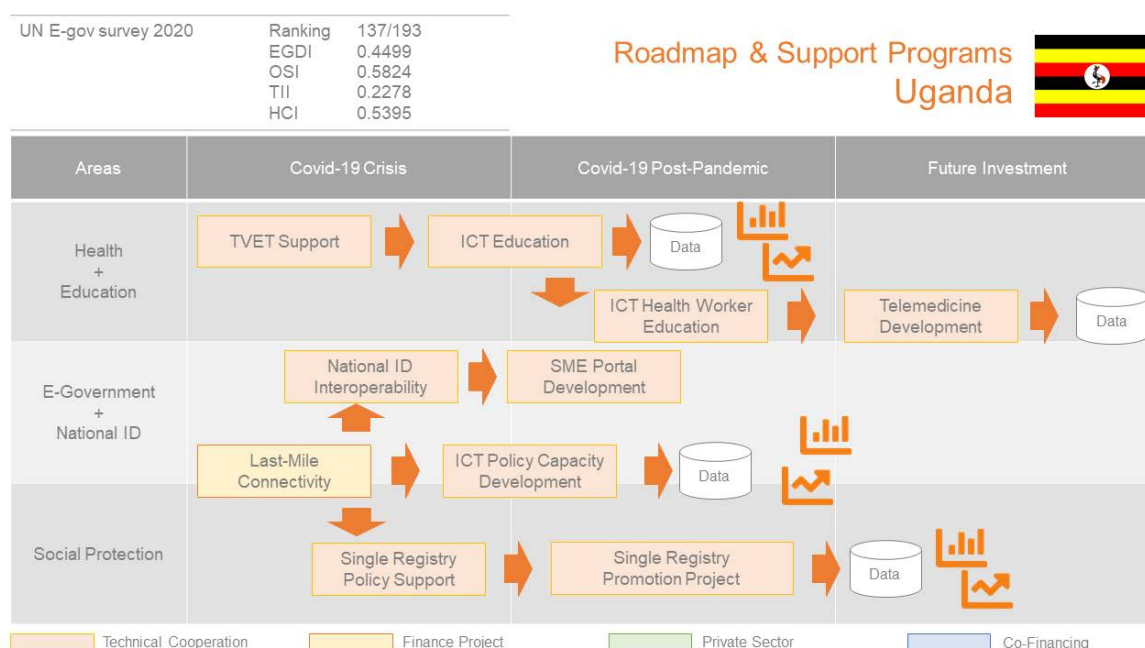 UN E-gov survey 2020
Ranking 137/193
EGDI 0.4499
OSI 0.5824
TII 0.2278
HCI 0.5395
Roadmap & Support Programs
Uganda
Areas
Covid-19 Crisis
Covid-19 Post-Pandemic
Future Investment
Health
+
Education
TVET Support
ICT Education
Data
ICT Health Worker
Education
Telemedicine
Development
Data
E-Government
+
National ID
National ID
Interoperability
SME Portal
Development
Last-Mile
Connectivity
ICT Policy Capacity
Development
Data
Social Protection
Single Registry
Policy Support
Single Registry
Promotion Project
Data
Technical Cooperation
Finance Project
Private Sector
Co-Financing